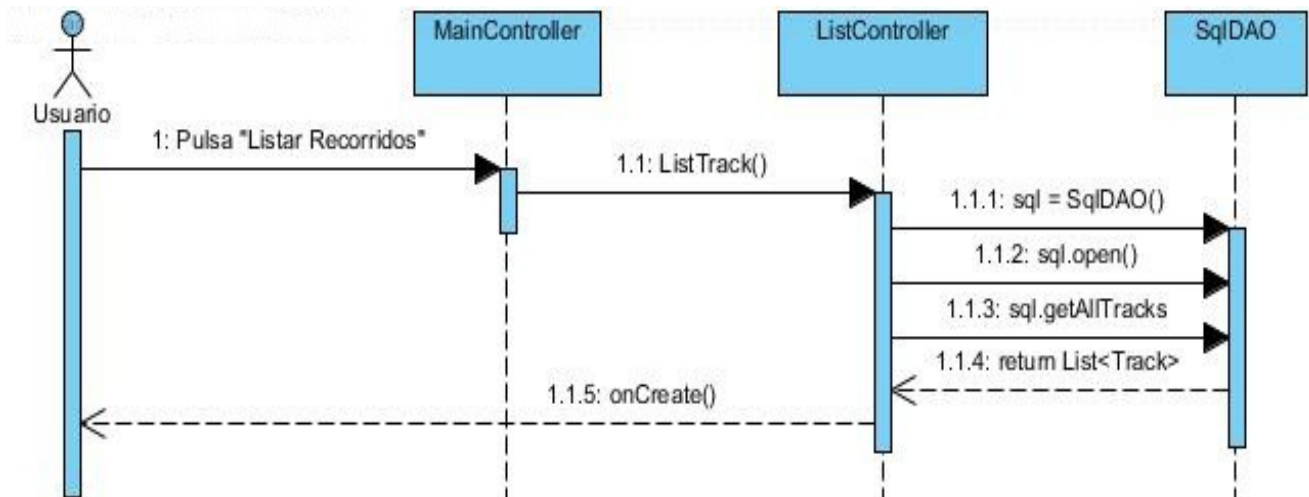 MainController
ListController
SqlDAO
Usuario
1: Pulsa "Listar Recorridos"
1.1: ListTrack()
1.1.1: sql = SqlDAO()
1.1.2: sql.open()
1.1.3: sql.getAllTracks
1.1.4: return List<Track>
1.1.5: onCreate()